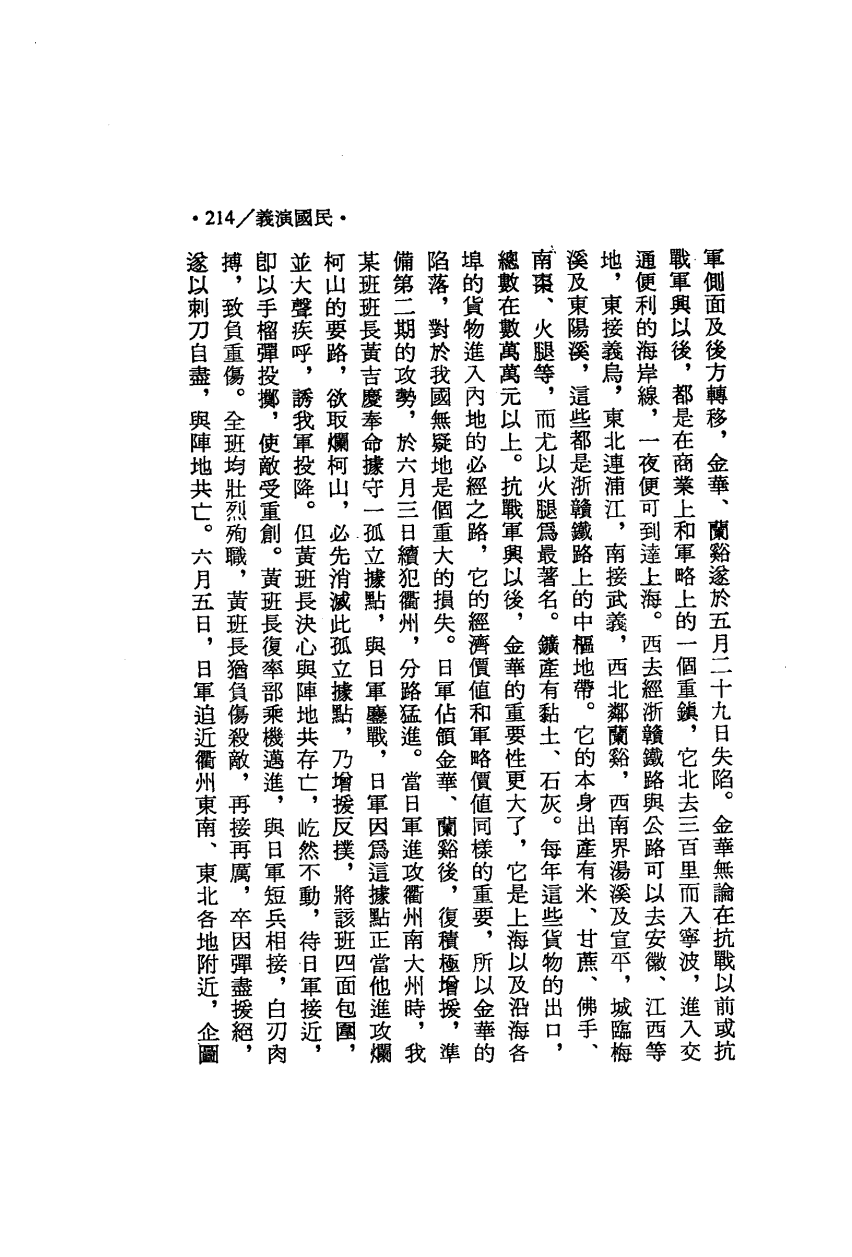 •民國演義/214•
軍側面及後方轉移，金華、蘭谿遂於五月二十九日失陷。金華無論在抗戰以前或抗
戰軍興以後，都是在商業上和軍略上的一個重鎮，它北去三百里而入寧波，進入交
通便利的海岸線，一夜便可到達上海。西去經浙贛鐵路與公路可以去安徽、江西等
地，東接義烏，東北連浦江，南接武義，西北鄰蘭谿，西南界湯溪及宣平，城臨梅
溪及東陽溪，這些都是浙贛鐵路上的中樞地帶。它的本身出產有米、甘蔗、佛手、
南棗、火腿等，而尤以火腿爲最著名。鑛產有黏土、石灰。每年這些貨物的出口，
總數在數萬萬元以上。抗戰軍興以後，金華的重要性更大了，它是上海以及沿海各
埠的貨物進入內地的必經之路，它的經濟價値和軍略價値同樣的重要，所以金華的
陷落，對於我國無疑地是個重大的損失。日軍佔領金華、蘭谿後，復積極增援，準
備第二期的攻勢，於六月三日續犯衢州，分路猛進。當日軍進攻衢州南大州時，我
某班班長黃吉慶奉命據守一孤立據點，與日軍鏖戰，日軍因爲這據點正當他進攻爛
柯山的要路，欲取爛柯山，必先消滅此孤立據點，乃增援反撲，將該班四面包圍，
並大聲疾呼，誘我軍投降。但黃班長決心與陣地共存亡，屹然不動，待日軍接近，
卽以手榴彈投擲，使敵受重創。黃班長復率部乘機邁進，與日軍短兵相接，白刃肉
搏，致負重傷。全班均壯烈殉職，黃班長猶負傷殺敵，再接再厲，卒因彈盡援絕，
遂以刺刀自盡，與陣地共亡。六月五日，日軍迫近衢州東南、東北各地附近，企圖